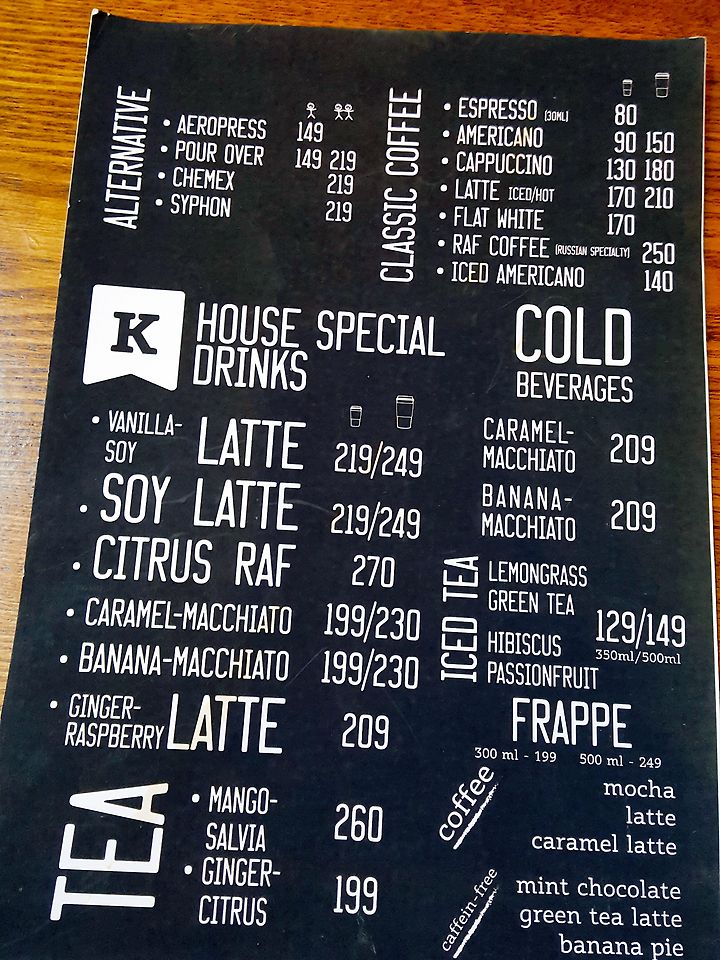 ALTERNATIVE
• AEROPRESS 149
• POUR OVER 149 219
• CHEMEX 219
• SYPHON 219
CLASSIC COFFEE
• ESPRESSO (30ML) 80
• AMERICANO 90 150
• CAPPUCCINO 130 180
• LATTE ICED/HOT 170 210
• FLAT WHITE 170
• RAF COFFEE (RUSSIAN SPECIALTY) 250
• ICED AMERICANO 140
K
HOUSE SPECIAL
DRINKS
• VANILLA-
SOY LATTE 219/249
• SOY LATTE 219/249
• CITRUS RAF 270
• CARAMEL-MACCHIATO 199/230
• BANANA-MACCHIATO 199/230
• GINGER-
RASPBERRY LATTE 209
COLD
BEVERAGES
CARAMEL-
MACCHIATO 209
BANANA-
MACCHIATO 209
ICED TEA
LEMONGRASS
GREEN TEA
HIBISCUS
PASSIONFRUIT
129/149
350ml/500ml
TEA
• MANGO-
SALVIA 260
• GINGER-
CITRUS 199
FRAPPE
300 ml - 199 500 ml - 249
coffee
mocha
latte
caramel latte
caffein-free
mint chocolate
green tea latte
banana pie